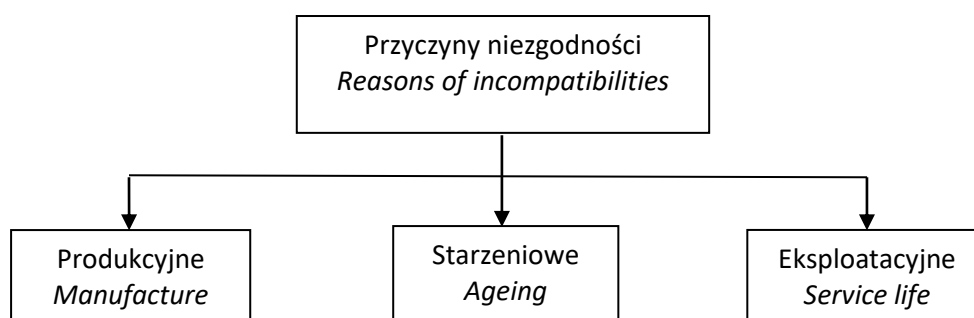 Przyczyny niezgodności
Reasons of incompatibilities
Produkcyjne
Manufacture
Starzeniowe
Ageing
Eksploatacyjne
Service life